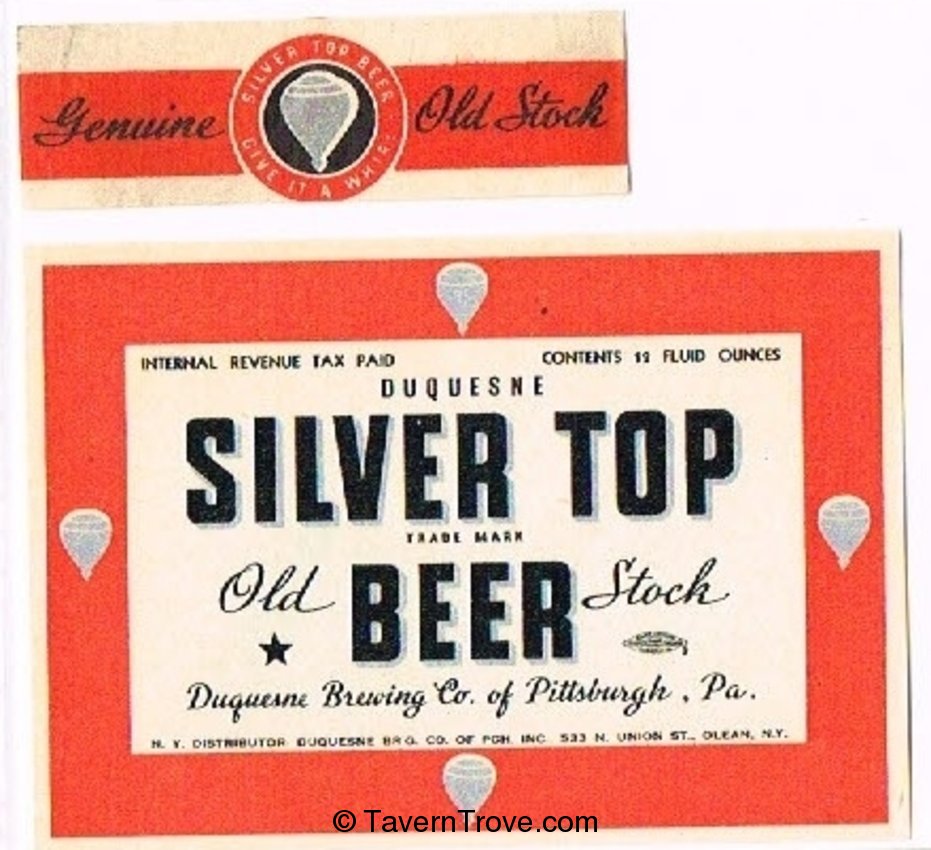 Genuine
SILVER TOP BEER
GIVE IT A WHIRL
Old Stock
INTERNAL REVENUE TAX PAID
CONTENTS 12 FLUID OUNCES
DUQUESNE
SILVER TOP
TRADE MARK
Old BEER Stock
Duquesne Brewing Co. of Pittsburgh, Pa.
N. Y. DISTRIBUTOR DUQUESNE BRG. CO. OF PGH. INC. 533 N. UNION ST., OLEAN, N.Y.
© TavernTrove.com